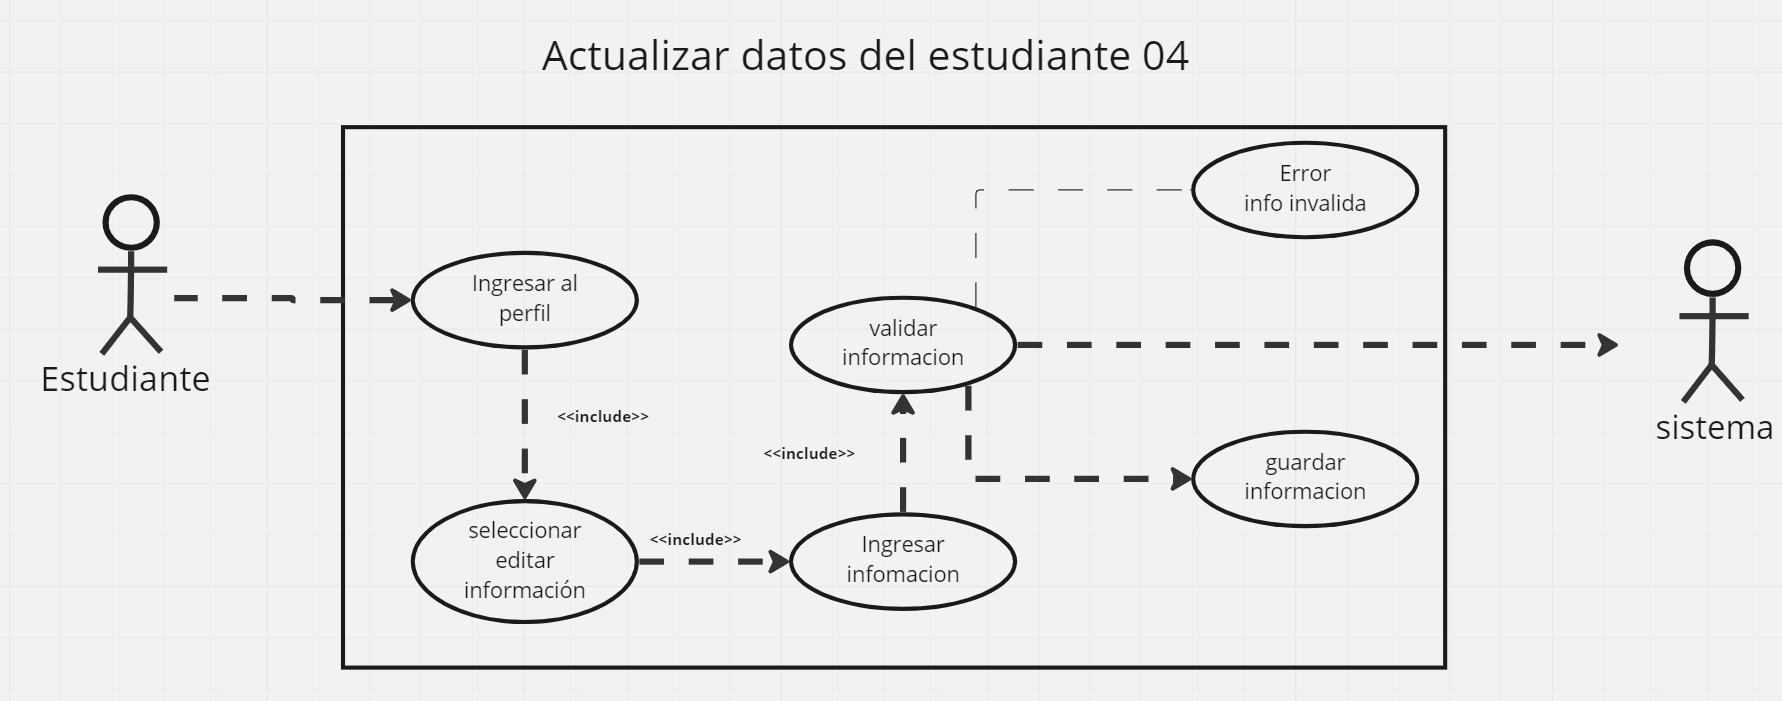 Actualizar datos del estudiante 04
Error
info invalida
Ingresar al
perfil
validar
informacion
Estudiante
<<include>>
sistema
<<include>>
guardar
informacion
seleccionar
editar
información
<<include>>
Ingresar
infomacion